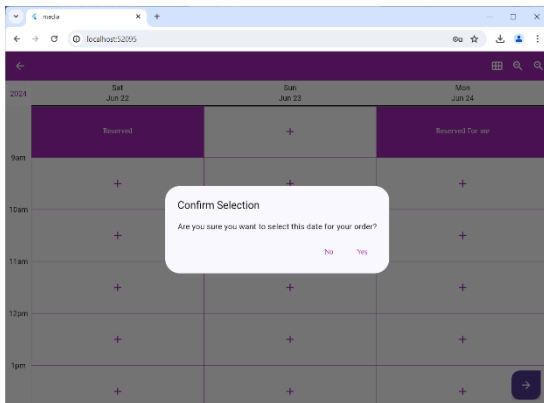 media
localhost:52095
2024
Sat
Jun 22
Sun
Jun 23
Mon
Jun 24
Reserved
Reserved For me
9am
10am
11am
12pm
1pm
Confirm Selection
Are you sure you want to select this date for your order?
No
Yes